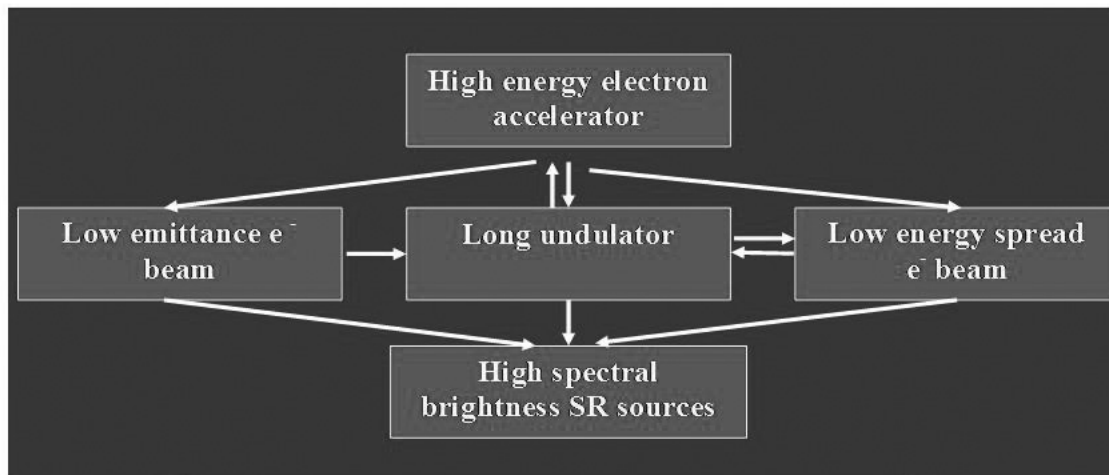 High energy electron
accelerator
Low emittance e⁻
beam
Long undulator
Low energy spread
e⁻ beam
High spectral
brightness SR sources